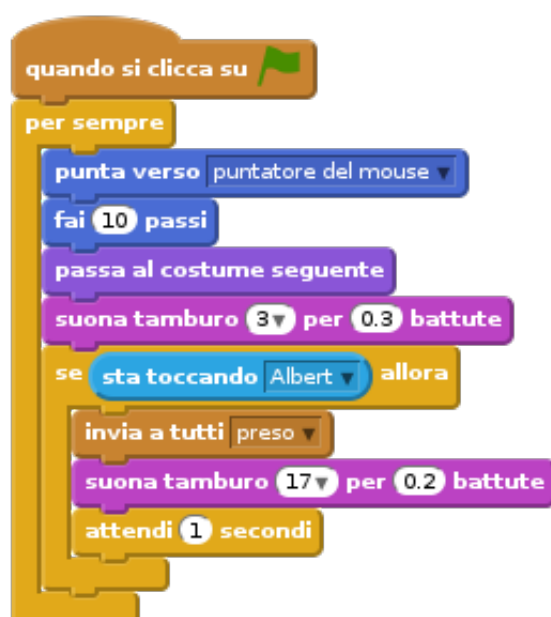 quando si clicca su
per sempre
punta verso puntatore del mouse
fai 10 passi
passa al costume seguente
suona tamburo 3 per 0.3 battute
se sta toccando Albert allora
invia a tutti preso
suona tamburo 17 per 0.2 battute
attendi 1 secondi